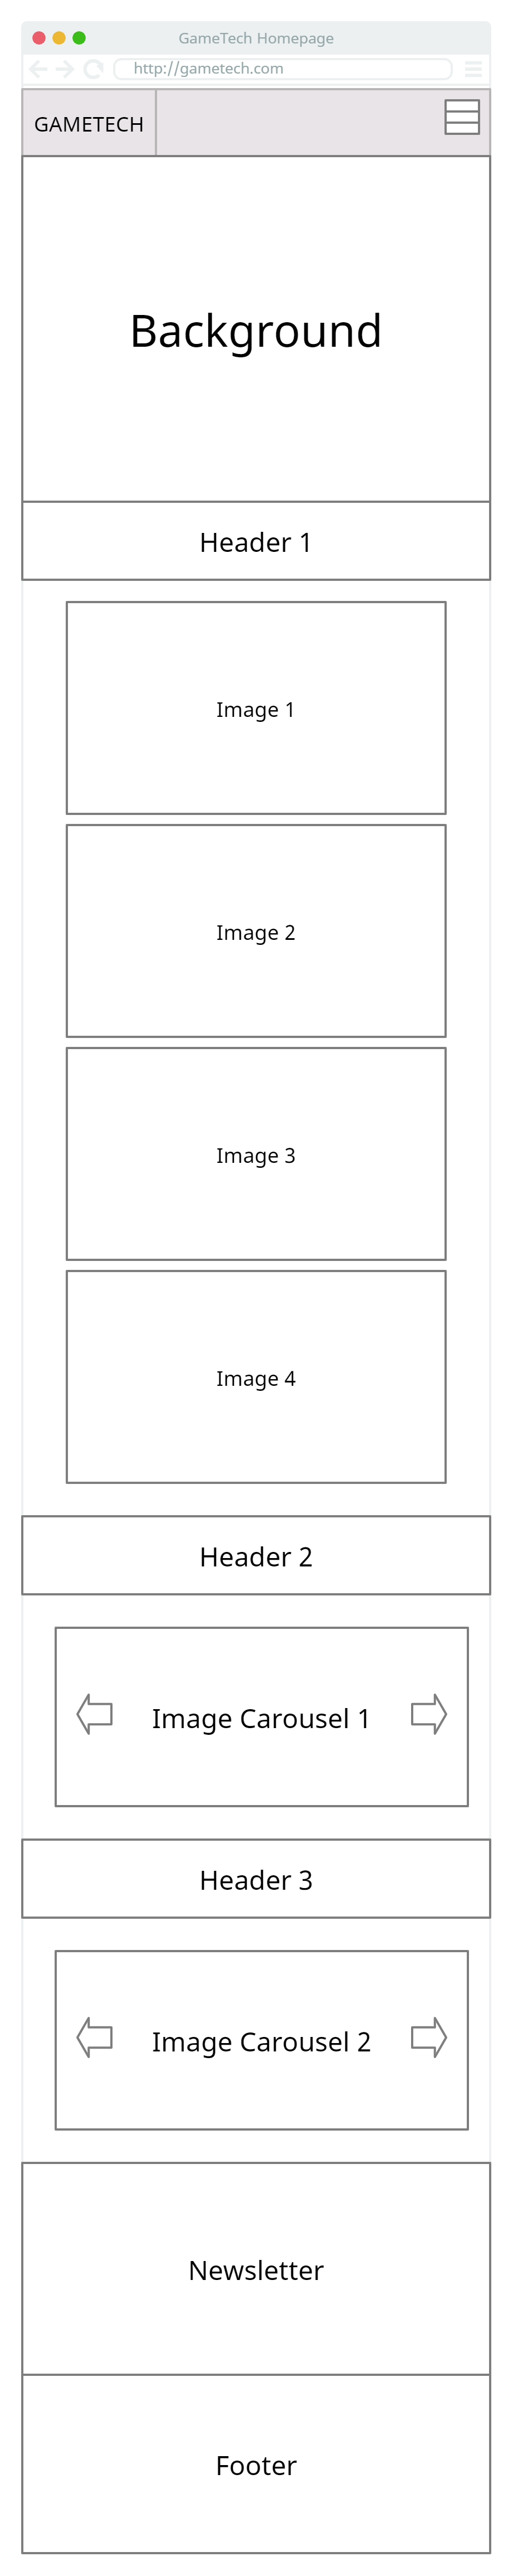 GameTech Homepage
http://gametech.com
GAMETECH
Background
Header 1
Image 1
Image 2
Image 3
Image 4
Header 2
Image Carousel 1
Header 3
Image Carousel 2
Newsletter
Footer